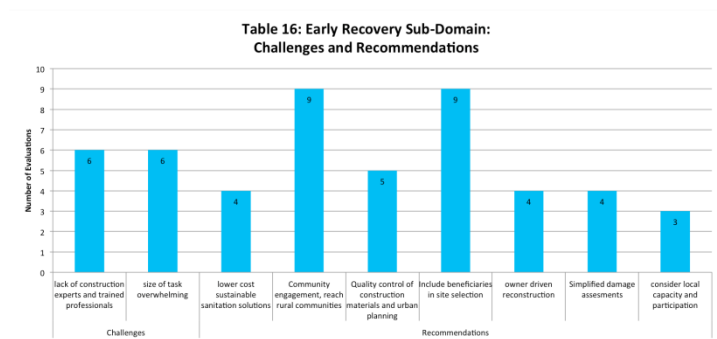 Table 16: Early Recovery Sub-Domain:
Challenges and Recommendations
Number of Evaluations
10
9
8
7
6
5
4
3
2
1
0
6
6
4
9
5
9
4
4
3
lack of construction
experts and trained
professionals
size of task
overwhelming
lower cost
sustainable
sanitation solutions
Community
engagement, reach
rural communities
Quality control of
construction
materials and urban
planning
Include beneficiaries
in site selection
owner driven
reconstruction
Simplified damage
assesments
consider local
capacity and
participation
Challenges
Recommendations